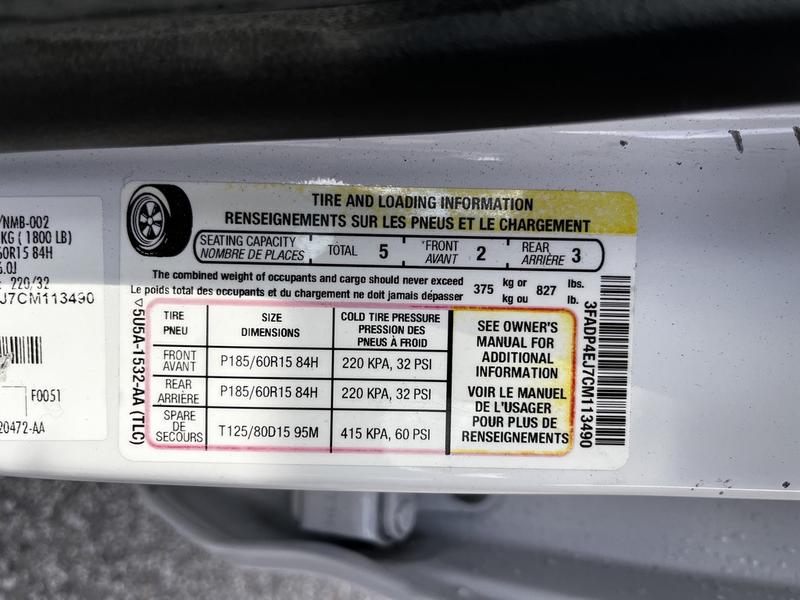 /NMB-002
KG ( 1800 LB)
60R15 84H
.0J
: 220/32
J7CM113490
F0051
20472-AA
TIRE AND LOADING INFORMATION
RENSEIGNEMENTS SUR LES PNEUS ET LE CHARGEMENT
SEATING CAPACITY
NOMBRE DE PLACES
TOTAL 5
*FRONT
AVANT 2
REAR
ARRIÈRE 3
The combined weight of occupants and cargo should never exceed 375 kg or 827 lbs.
Le poids total des occupants et du chargement ne doit jamais dépasser kg ou lb.
5U5A-1532-AA (TLC)
TIRE
PNEU
SIZE
DIMENSIONS
COLD TIRE PRESSURE
PRESSION DES
PNEUS À FROID
FRONT
AVANT
P185/60R15 84H
220 KPA, 32 PSI
REAR
ARRIÈRE
P185/60R15 84H
220 KPA, 32 PSI
SPARE
DE
SECOURS
T125/80D15 95M
415 KPA, 60 PSI
SEE OWNER'S
MANUAL FOR
ADDITIONAL
INFORMATION
VOIR LE MANUEL
DE L'USAGER
POUR PLUS DE
RENSEIGNEMENTS
3FADP4EJ7CM113490